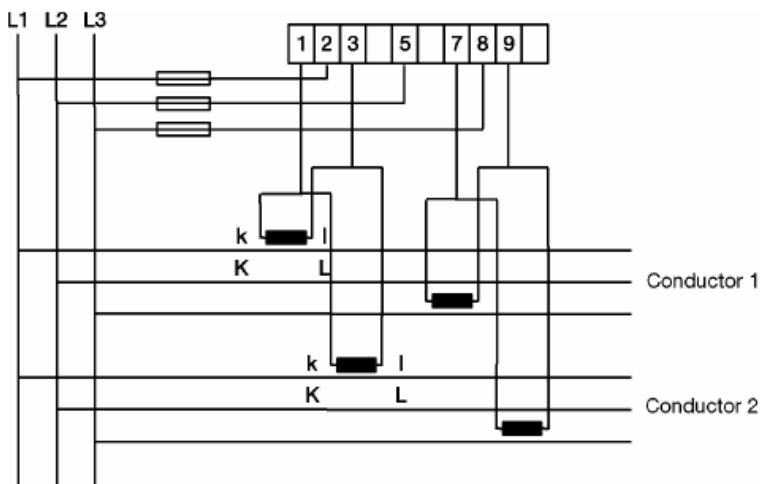 L1 L2 L3
1 2 3 5 7 8 9
k l
K L
Conductor 1
k l
K L
Conductor 2